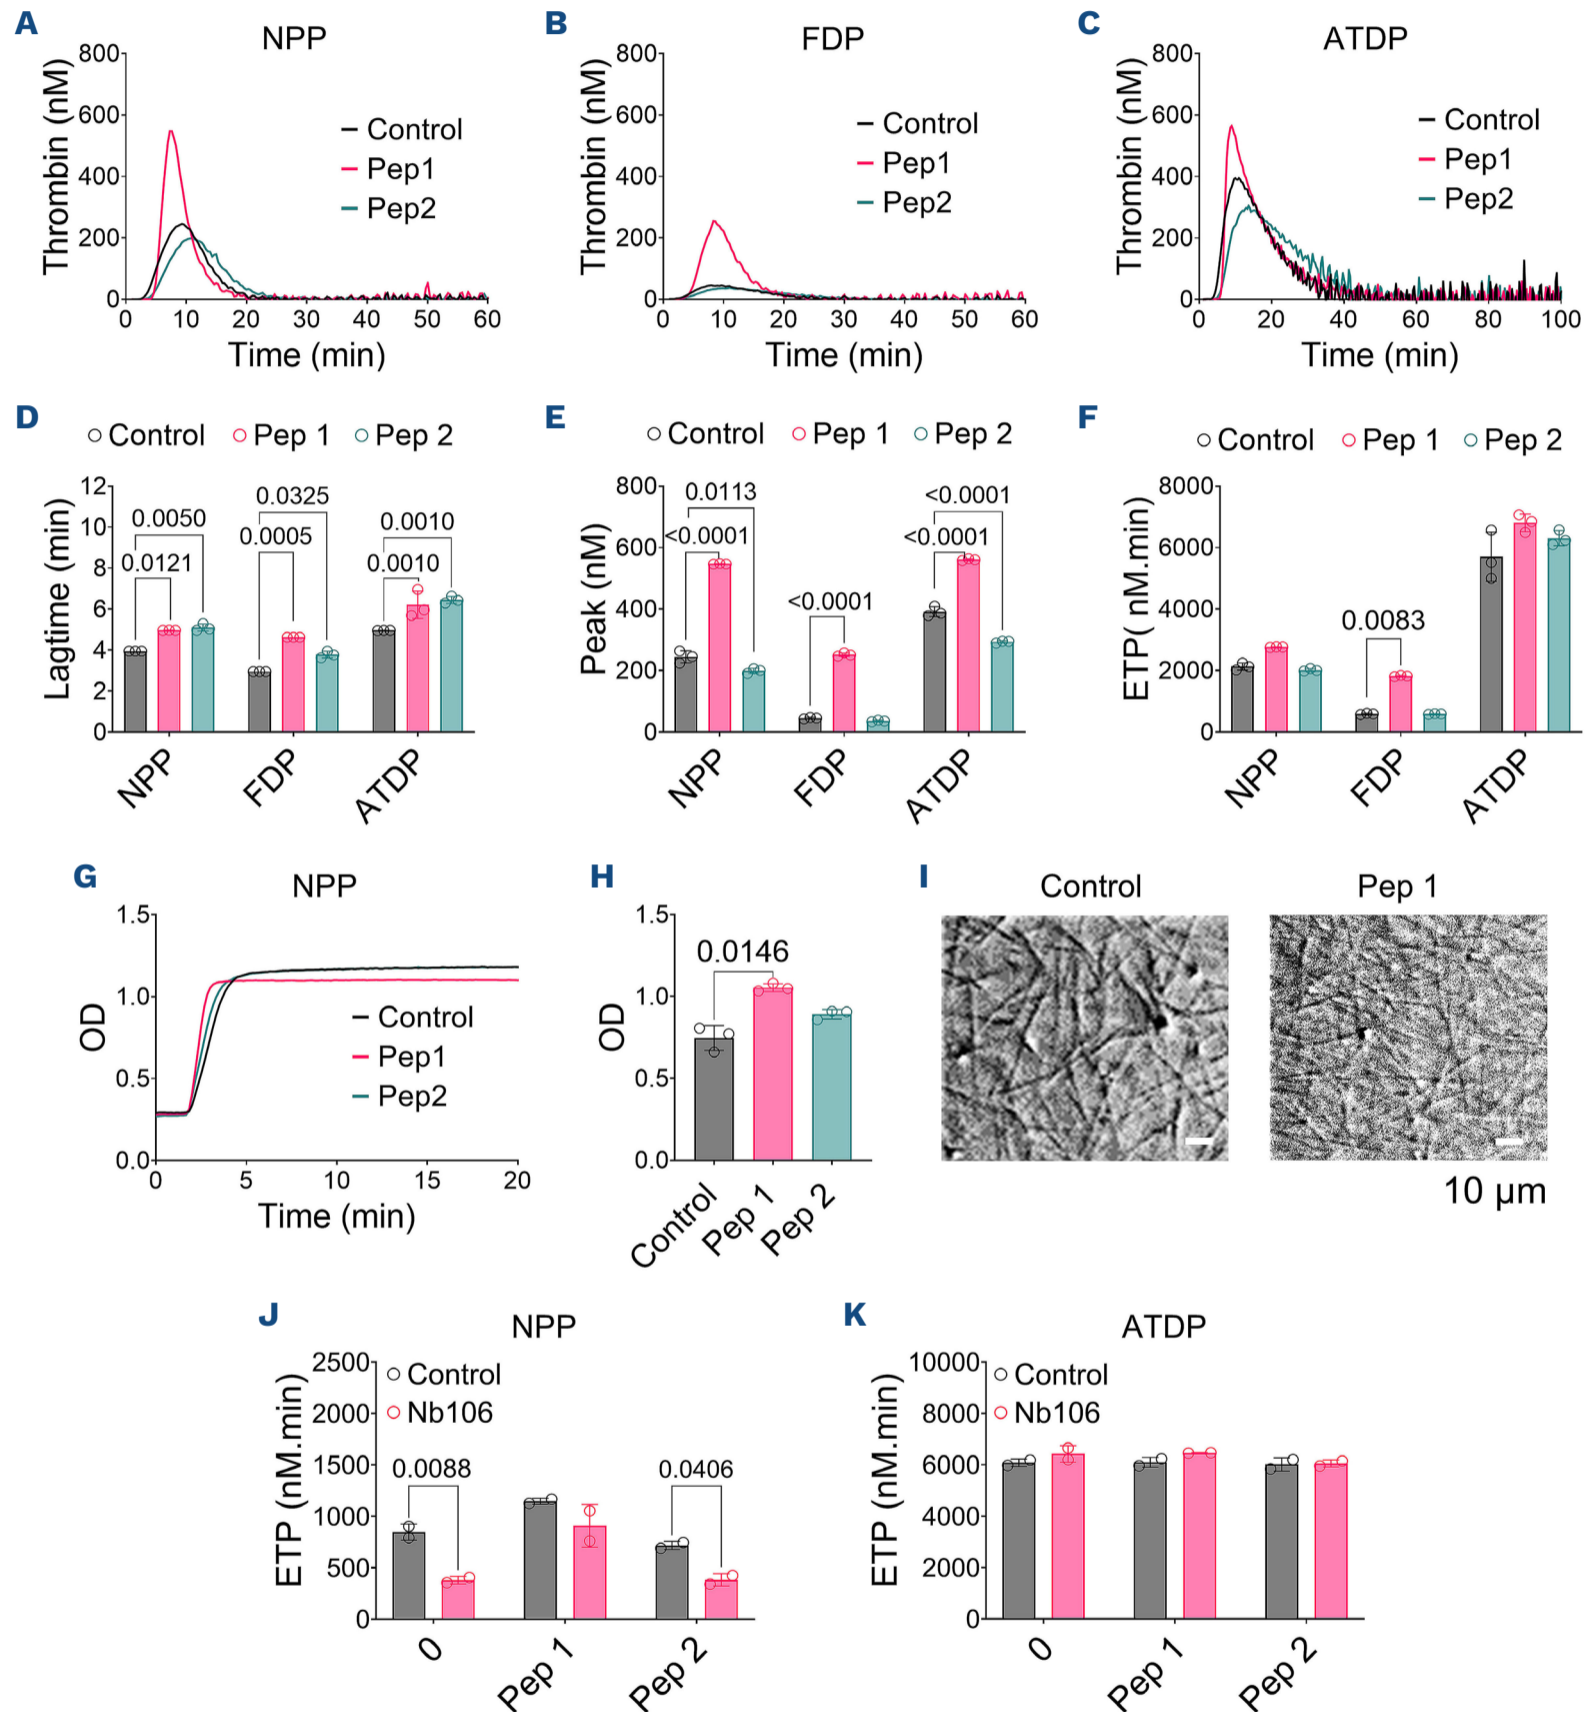 A
NPP
Thrombin (nM)
800
600
400
200
0
0 10 20 30 40 50 60
Time (min)
Control
Pep1
Pep2
B
FDP
Thrombin (nM)
800
600
400
200
0
0 10 20 30 40 50 60
Time (min)
Control
Pep1
Pep2
C
ATDP
Thrombin (nM)
800
600
400
200
0
0 20 40 60 80 100
Time (min)
Control
Pep1
Pep2
D
Control Pep 1 Pep 2
Lagtime (min)
12
10
8
6
4
2
0
0.0050
0.0121
0.0325
0.0005
0.0010
0.0010
NPP
FDP
ATDP
E
Control Pep 1 Pep 2
Peak (nM)
800
600
400
200
0
0.0113
<0.0001
<0.0001
<0.0001
<0.0001
NPP
FDP
ATDP
F
Control Pep 1 Pep 2
ETP( nM.min)
8000
6000
4000
2000
0
0.0083
NPP
FDP
ATDP
G
NPP
OD
1.5
1.0
0.5
0.0
0 5 10 15 20
Time (min)
Control
Pep1
Pep2
H
OD
1.5
1.0
0.5
0.0
0.0146
Control
Pep 1
Pep 2
I
Control
Pep 1
10 µm
J
NPP
ETP (nM.min)
2500
2000
1500
1000
500
0
Control
Nb106
0.0088
0.0406
0
Pep 1
Pep 2
K
ATDP
ETP (nM.min)
10000
8000
6000
4000
2000
0
Control
Nb106
0
Pep 1
Pep 2